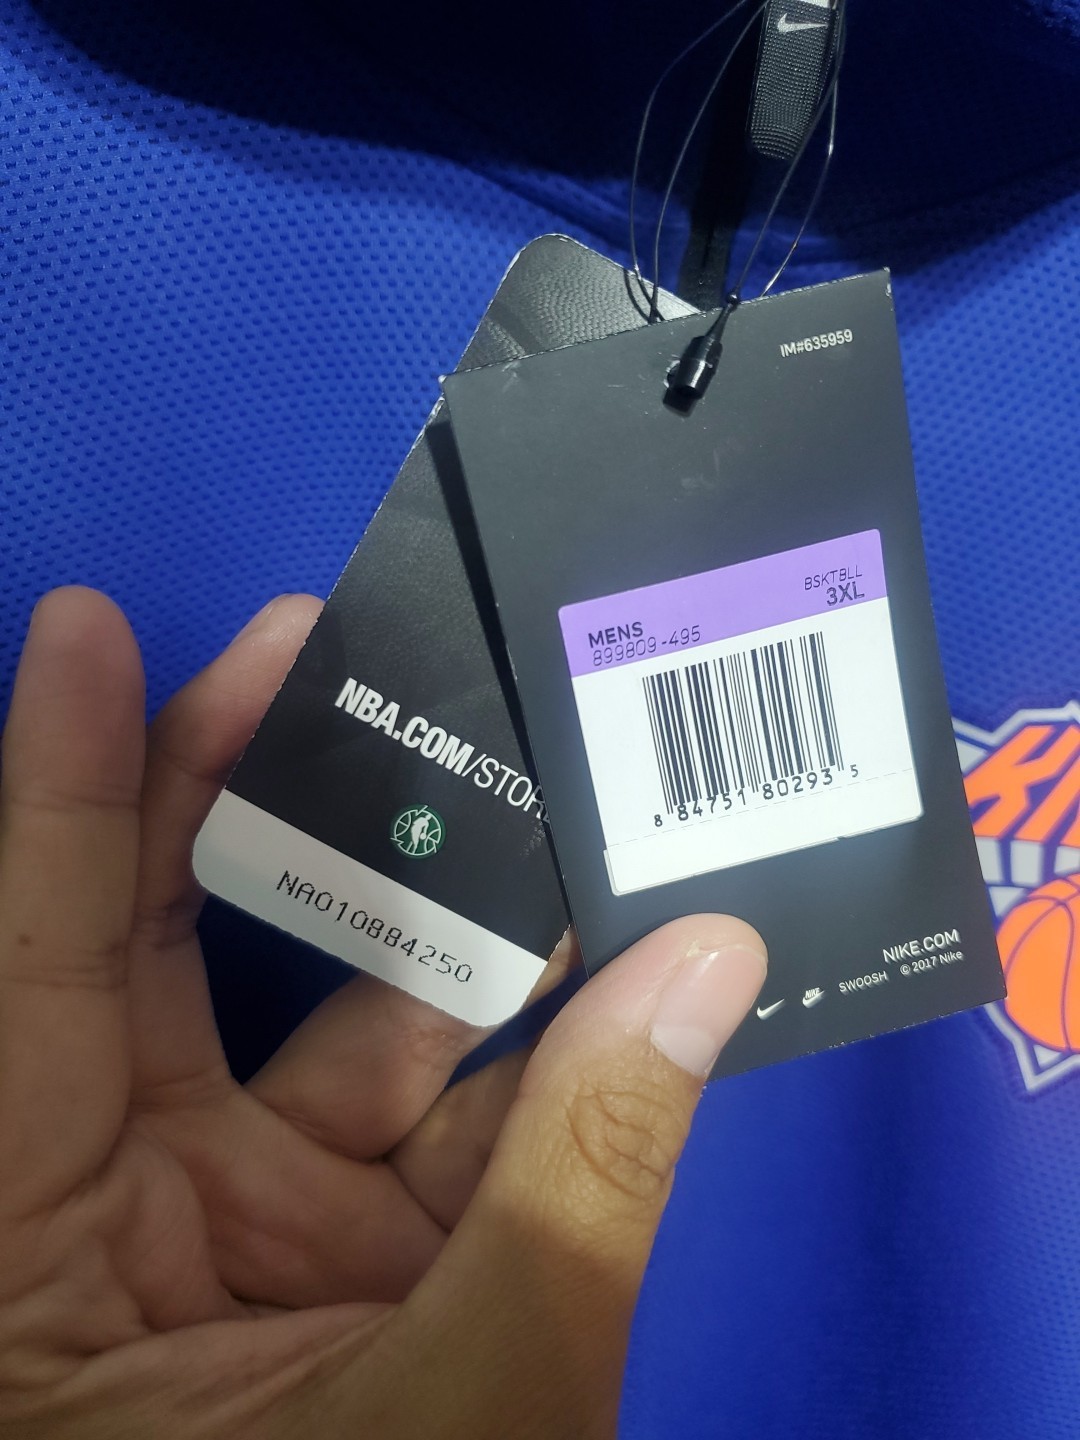 IM#635959
BSKTBLL
3XL
MENS
899809-495
8 84751 80293 5
NIKE.COM
SWOOSH © 2017 Nike
NBA.COM/STOR
NA010884250